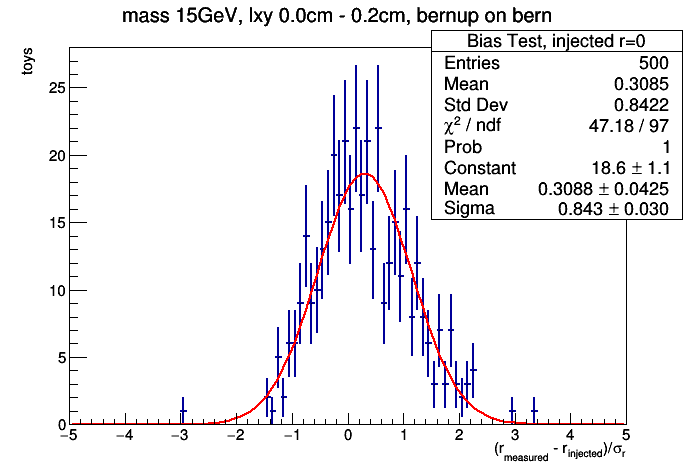 mass 15GeV, lxy 0.0cm - 0.2cm, bernup on bern
toys
Bias Test, injected r=0
Entries 500
Mean 0.3085
Std Dev 0.8422
χ² / ndf 47.18 / 97
Prob 1
Constant 18.6 ± 1.1
Mean 0.3088 ± 0.0425
Sigma 0.843 ± 0.030
25
20
15
10
5
0
−5 −4 −3 −2 −1 0 1 2 3 4 5
(r_measured - r_injected)/σ_r